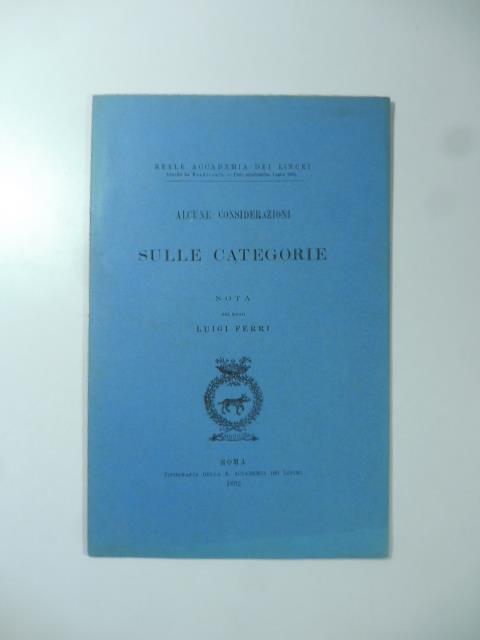 REALE ACCADEMIA DEI LINCEI
ALCUNE CONSIDERAZIONI
SULLE CATEGORIE
NOTA
LUIGI FERRI
ROMA
TIPOGRAFIA DELLA R. ACCADEMIA DEI LINCEI